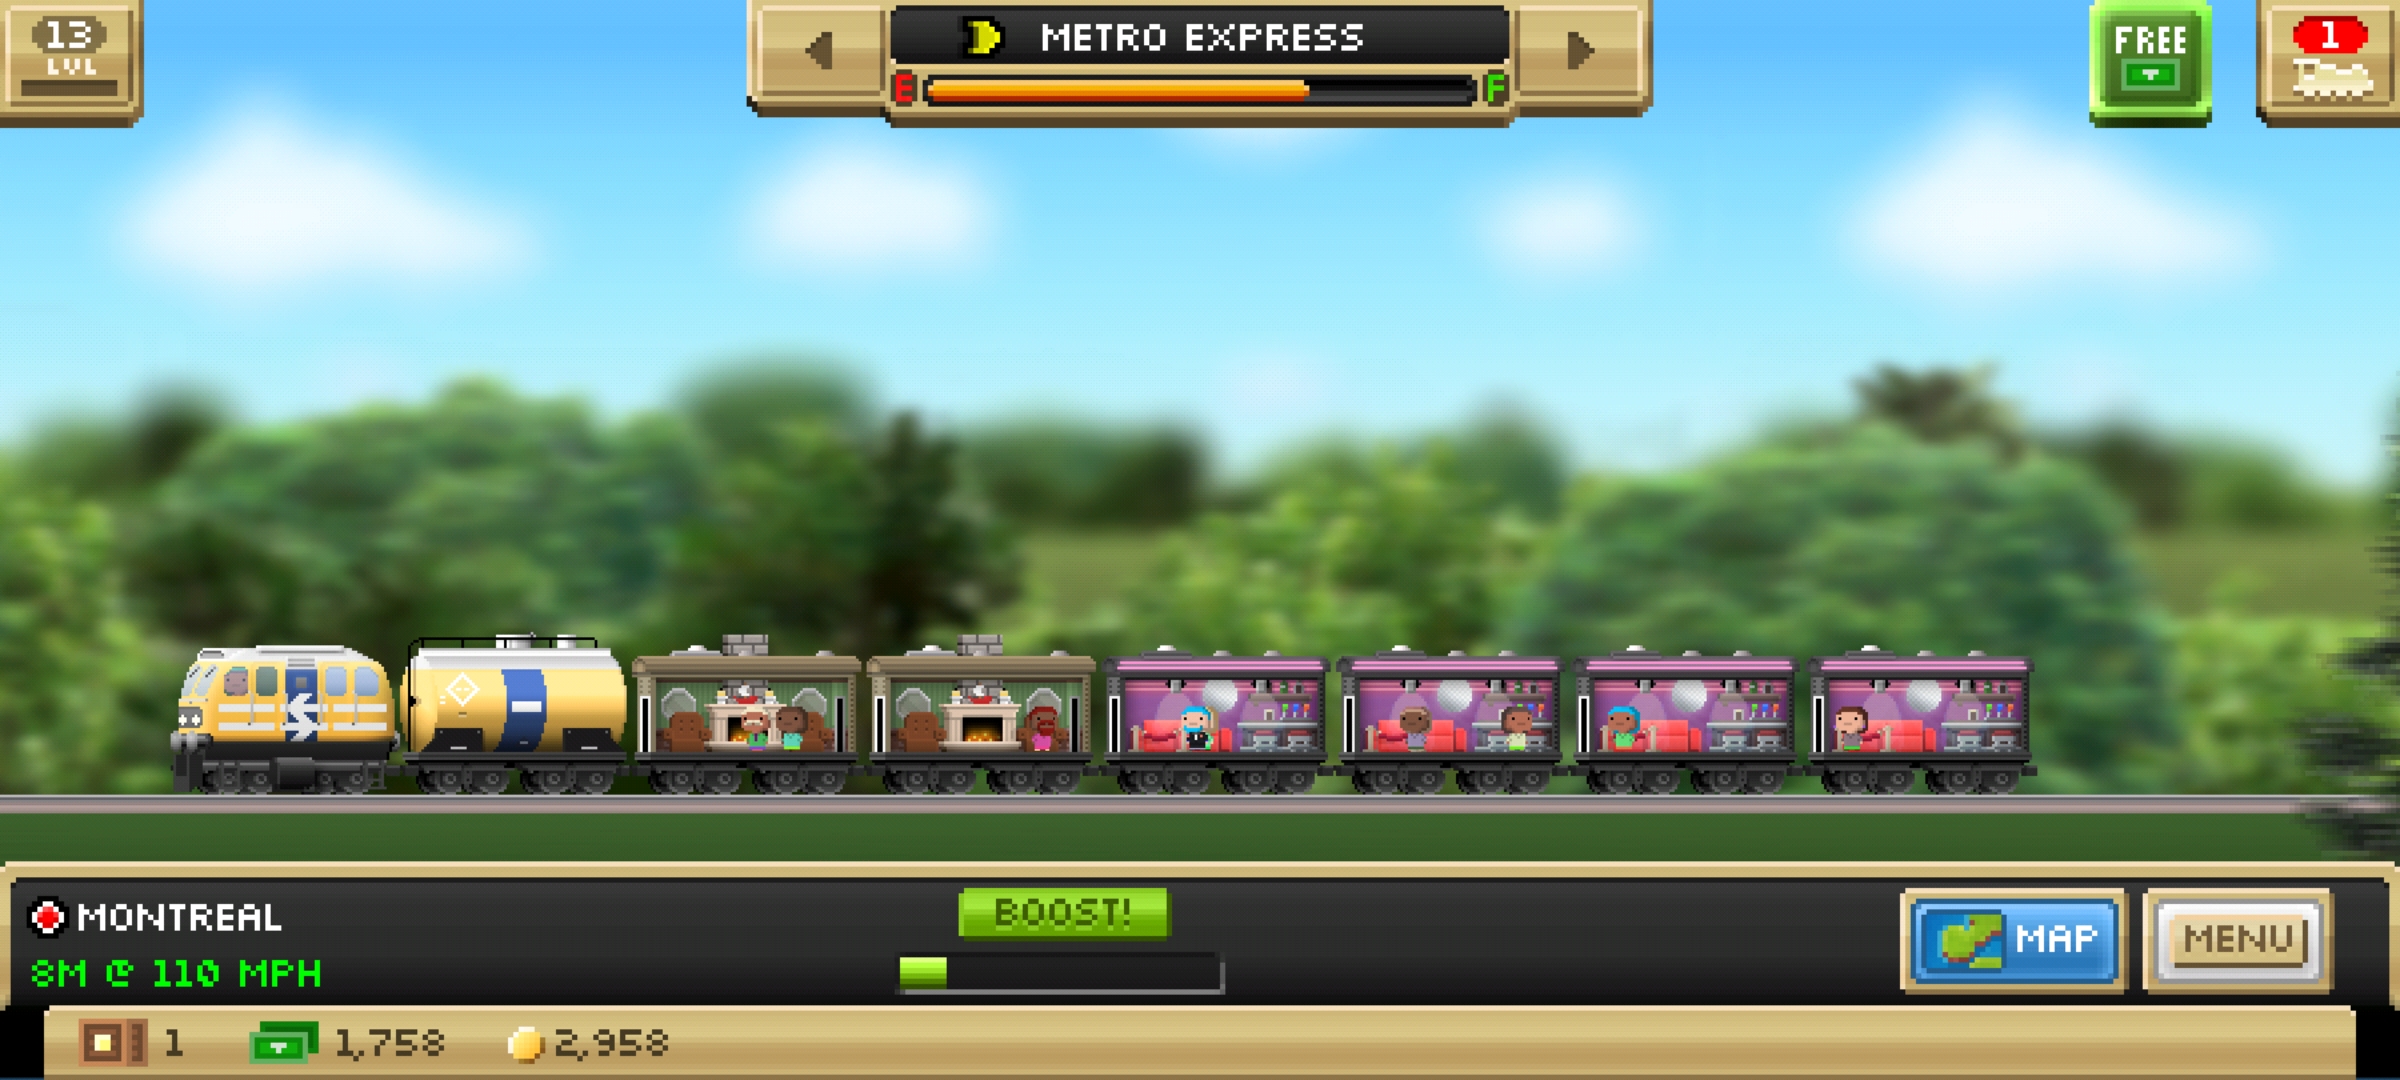 13
LVL
METRO EXPRESS
E F
FREE
1
MONTREAL
8M @ 110 MPH
BOOST!
MAP
MENU
1 1,758 2,958